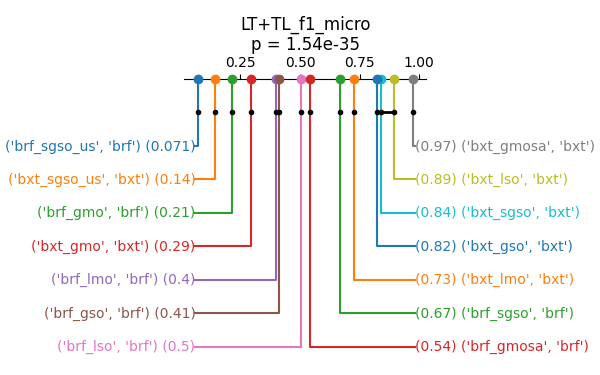 LT+TL_f1_micro
p = 1.54e-35
0.25 0.50 0.75 1.00
('brf_sgso_us', 'brf') (0.071) (0.97) ('bxt_gmosa', 'bxt')
('bxt_sgso_us', 'bxt') (0.14) (0.89) ('bxt_lso', 'bxt')
('brf_gmo', 'brf') (0.21) (0.84) ('bxt_sgso', 'bxt')
('bxt_gmo', 'bxt') (0.29) (0.82) ('bxt_gso', 'bxt')
('brf_lmo', 'brf') (0.4) (0.73) ('bxt_lmo', 'bxt')
('brf_gso', 'brf') (0.41) (0.67) ('brf_sgso', 'brf')
('brf_lso', 'brf') (0.5) (0.54) ('brf_gmosa', 'brf')